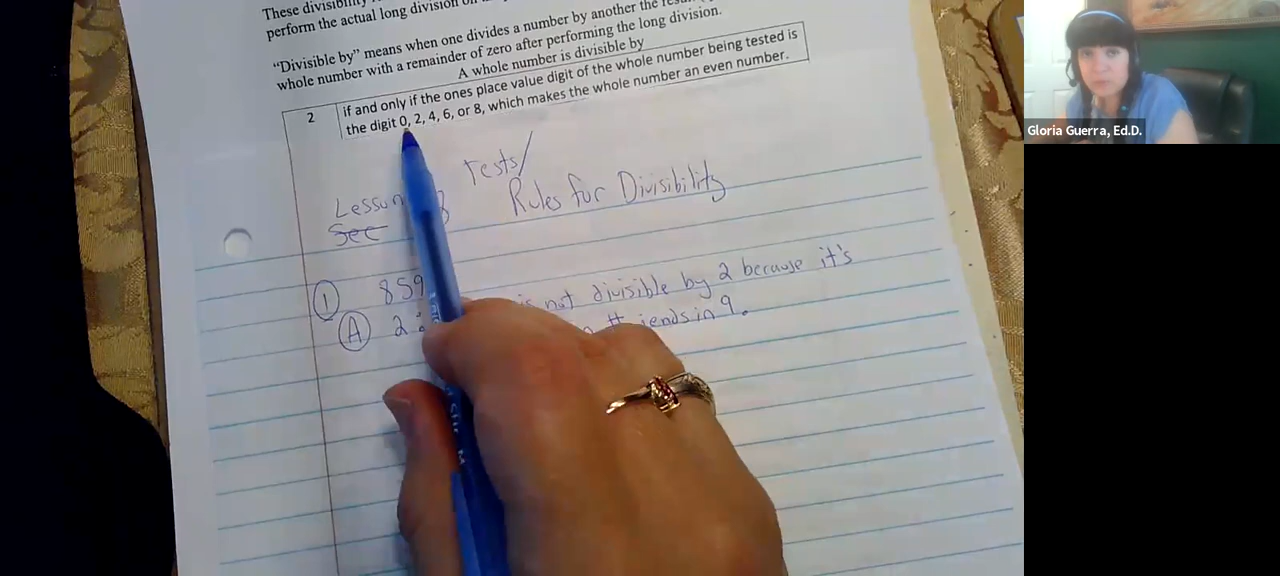 These divisibility
perform the actual long division on
"Divisible by" means when one divides a number by another the
whole number with a remainder of zero after performing the long division.
A whole number is divisible by
2 if and only if the ones place value digit of the whole number being tested is
the digit 0, 2, 4, 6, or 8, which makes the whole number an even number.
Tests/
Lesson Rules for Divisibility
Sec
1 859 is not divisible by 2 because it's
A 2: # ends in 9.
Gloria Guerra, Ed.D.